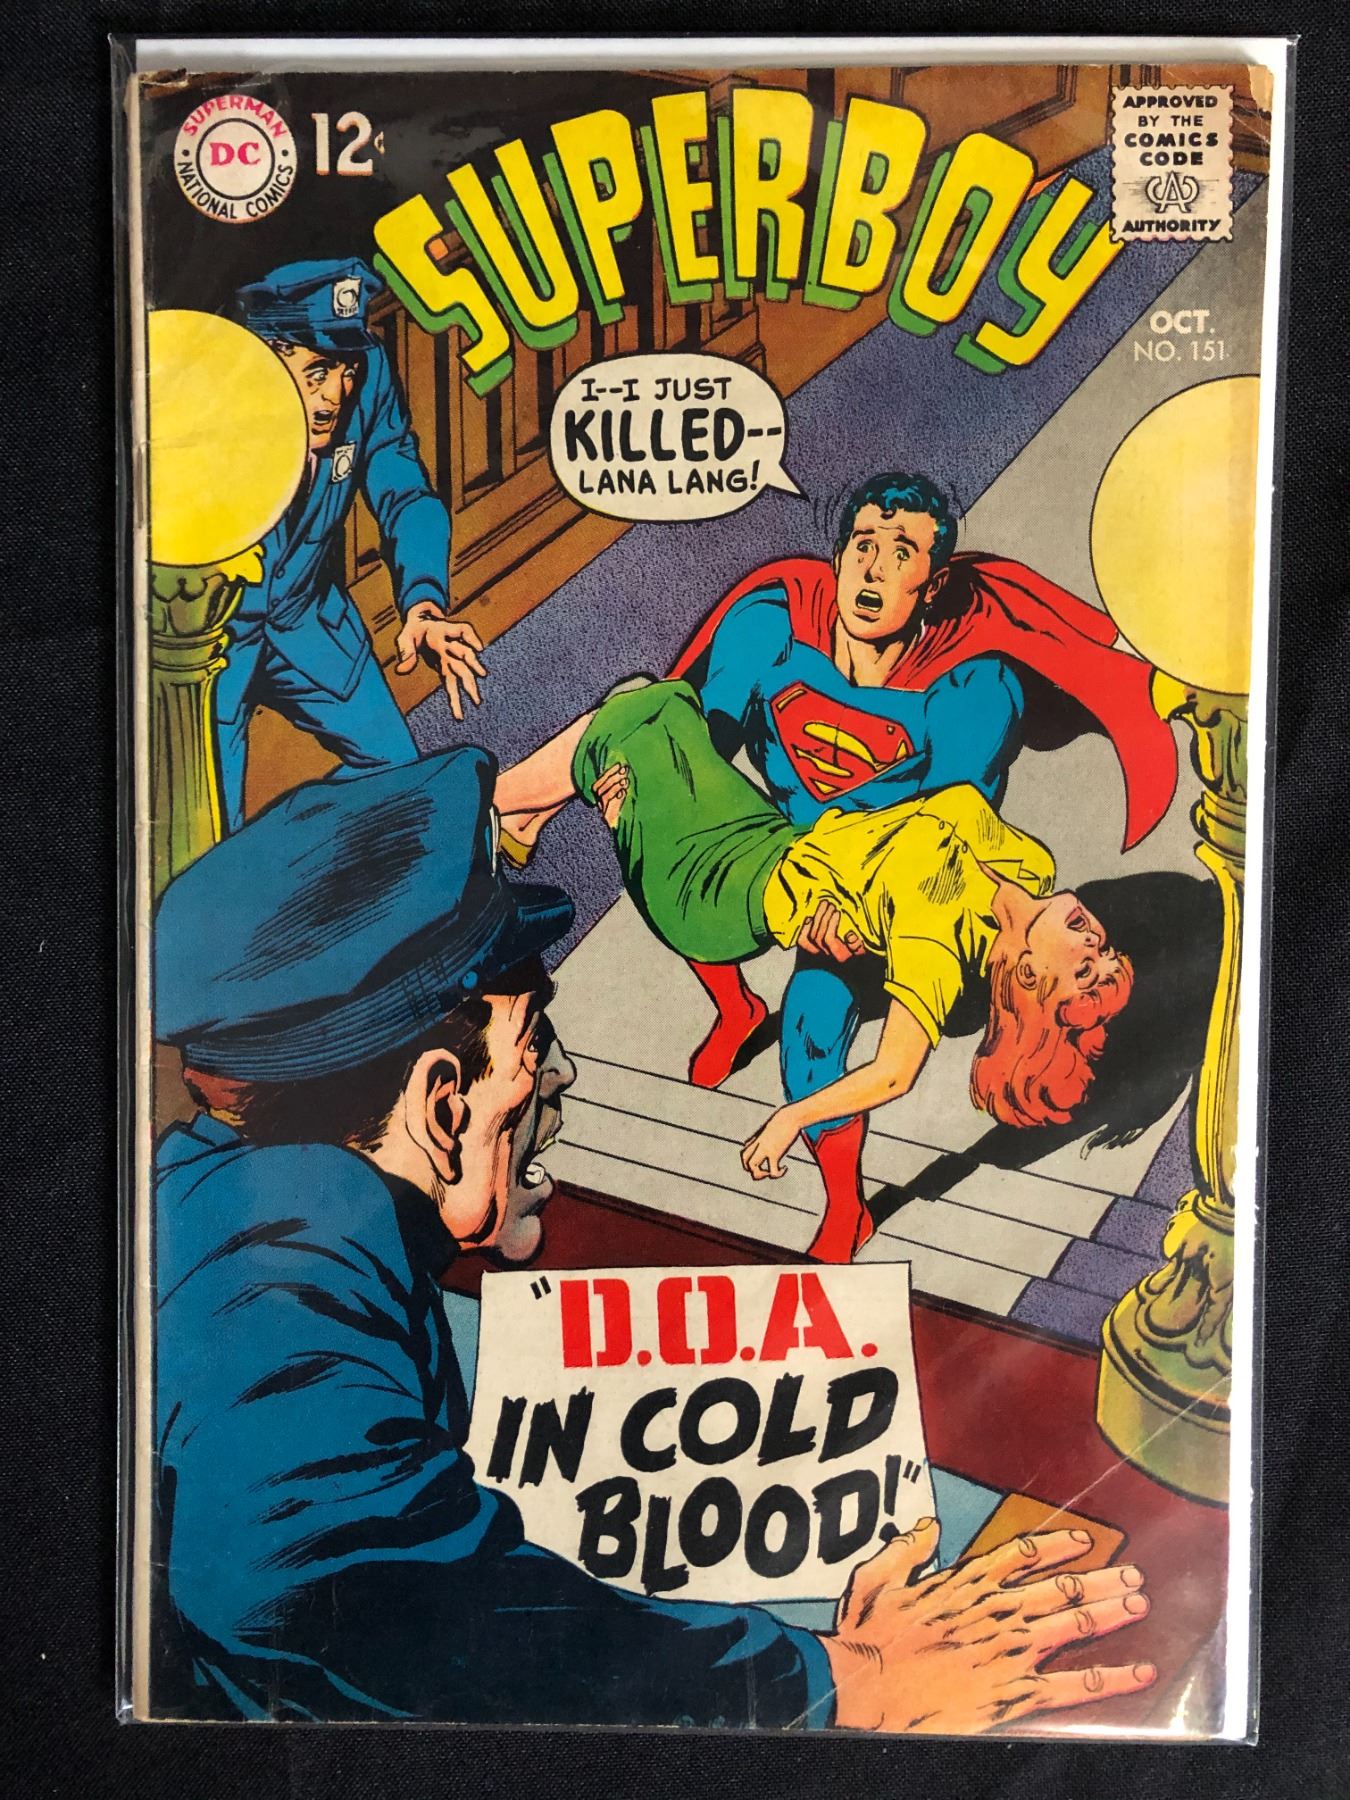 SUPERMAN
DC
NATIONAL COMICS
12¢
SUPERBOY
APPROVED
BY THE
COMICS
CODE
CA
AUTHORITY
OCT.
NO. 151
I--I JUST
KILLED--
LANA LANG!
"D.O.A.
IN COLD
BLOOD!"